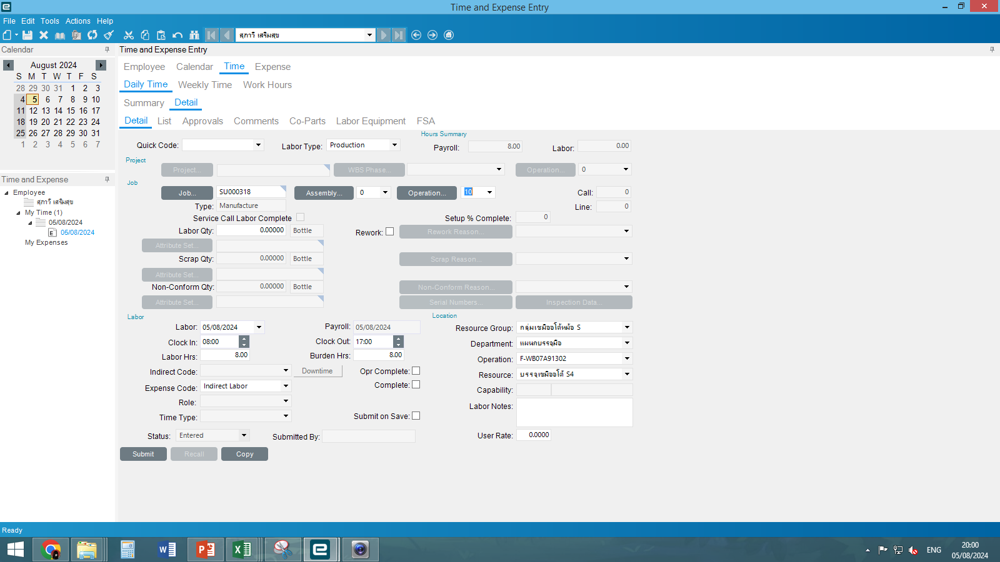 Time and Expense Entry
File Edit Tools Actions Help
สุภาวี เสริมสุข
Calendar
Time and Expense Entry
August 2024
S M T W T F S
28 29 30 31 1 2 3
4 5 6 7 8 9 10
11 12 13 14 15 16 17
18 19 20 21 22 23 24
25 26 27 28 29 30 31
1 2 3 4 5 6 7
Time and Expense
Employee
สุภาวี เสริมสุข
My Time (1)
05/08/2024
05/08/2024
My Expenses
Employee Calendar Time Expense
Daily Time Weekly Time Work Hours
Summary Detail
Detail List Approvals Comments Co-Parts Labor Equipment FSA
Hours Summary
Quick Code: Labor Type: Production Payroll: 8.00 Labor: 0.00
Project
Project... WBS Phase... Operation... 0
Job
Job... SU000318 Assembly... 0 Operation... 10 Call: 0
Type: Manufacture Line: 0
Service Call Labor Complete Setup % Complete: 0
Labor Qty: 0.00000 Bottle Rework: Rework Reason...
Attribute Set...
Scrap Qty: 0.00000 Bottle Scrap Reason...
Attribute Set...
Non-Conform Qty: 0.00000 Bottle Non-Conform Reason...
Attribute Set... Serial Numbers... Inspection Data...
Labor Location
Labor: 05/08/2024 Payroll: 05/08/2024 Resource Group: กลุ่มเซมิออโต้หม้อ S
Clock In: 08:00 Clock Out: 17:00 Department: แผนกบรรจุมือ
Labor Hrs: 8.00 Burden Hrs: 8.00 Operation: F-WB07A91302
Indirect Code: Downtime Opr Complete: Resource: บรรจุเซมิออโต้ S4
Expense Code: Indirect Labor Complete: Capability:
Role: Labor Notes:
Time Type: Submit on Save:
Status: Entered Submitted By: User Rate: 0.0000
Submit Recall Copy
Ready
ENG
20:00
05/08/2024